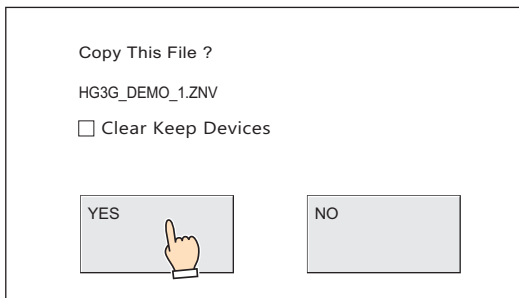 Copy This File ?
HG3G_DEMO_1.ZNV
Clear Keep Devices
YES
NO